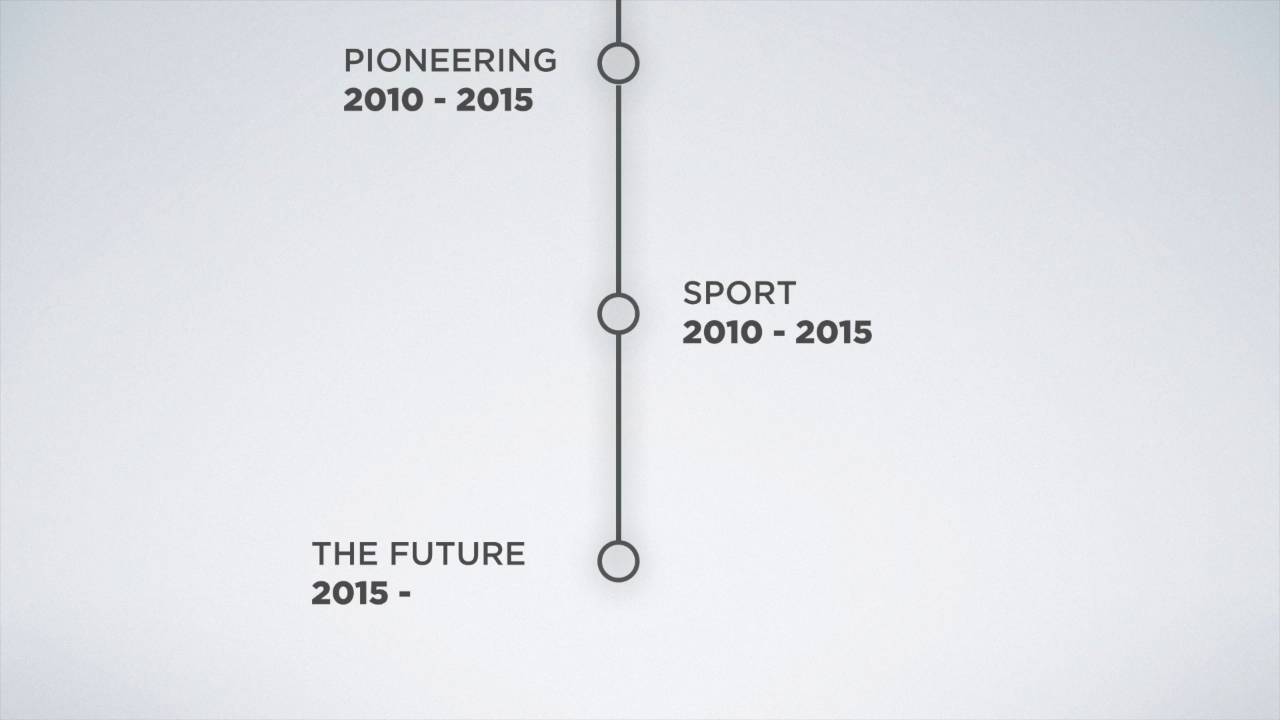 PIONEERING
2010 - 2015
SPORT
2010 - 2015
THE FUTURE
2015 -